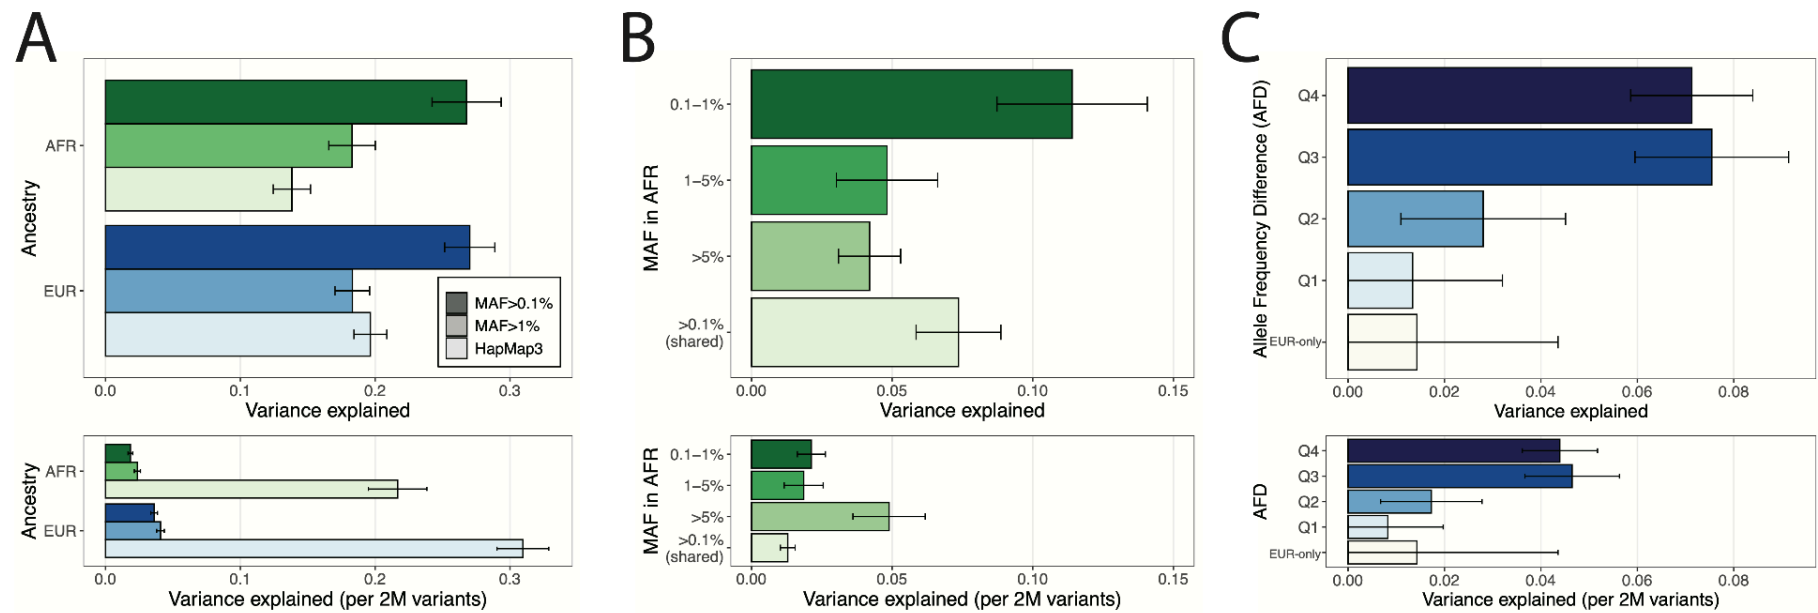 A
Ancestry
AFR
EUR
MAF>0.1%
MAF>1%
HapMap3
0.0 0.1 0.2 0.3
Variance explained
Ancestry
AFR
EUR
0.0 0.1 0.2 0.3
Variance explained (per 2M variants)
B
MAF in AFR
0.1–1%
1–5%
>5%
>0.1%
(shared)
0.00 0.05 0.10 0.15
Variance explained
MAF in AFR
0.1–1%
1–5%
>5%
>0.1%
(shared)
0.00 0.05 0.10 0.15
Variance explained (per 2M variants)
C
Allele Frequency Difference (AFD)
Q4
Q3
Q2
Q1
EUR-only
0.00 0.02 0.04 0.06 0.08
Variance explained
AFD
Q4
Q3
Q2
Q1
EUR-only
0.00 0.02 0.04 0.06 0.08
Variance explained (per 2M variants)